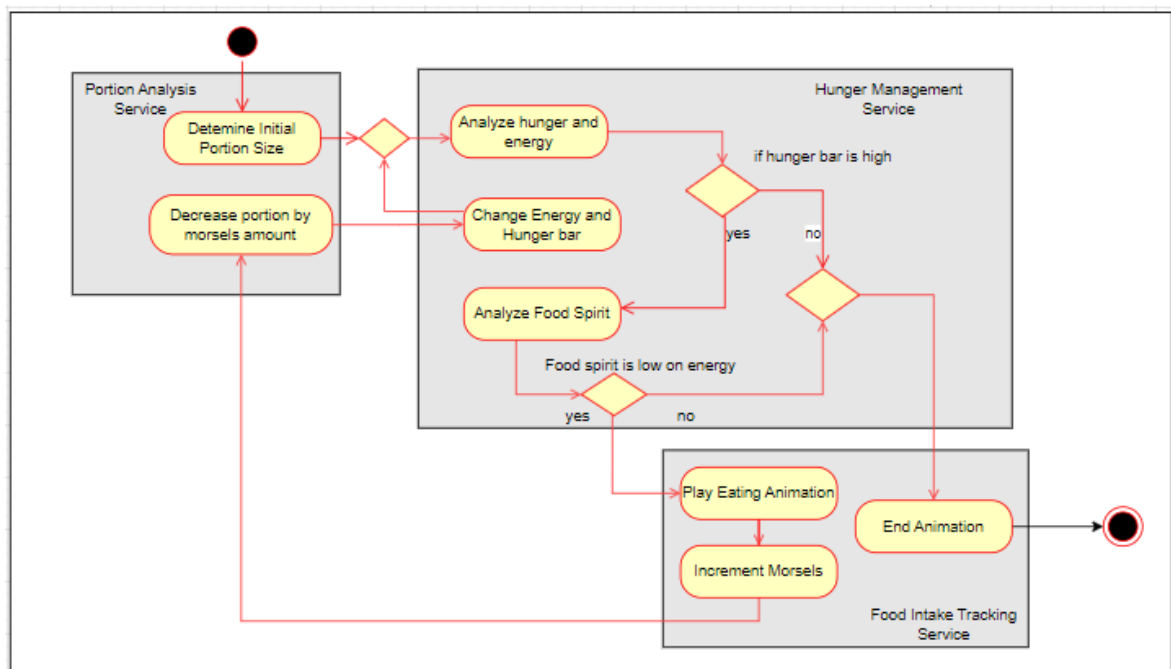 Portion Analysis
Service
Detemine Initial
Portion Size
Decrease portion by
morsels amount
Hunger Management
Service
Analyze hunger and
energy
if hunger bar is high
Change Energy and
Hunger bar
yes
no
Analyze Food Spirit
Food spirit is low on energy
yes
no
Play Eating Animation
End Animation
Increment Morsels
Food Intake Tracking
Service